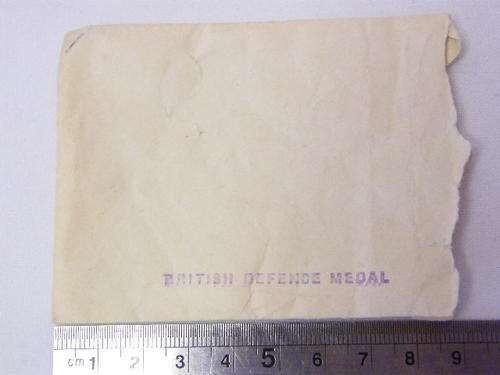 BRITISH DEFENCE MEDAL
cm 1 2 3 4 5 6 7 8 9